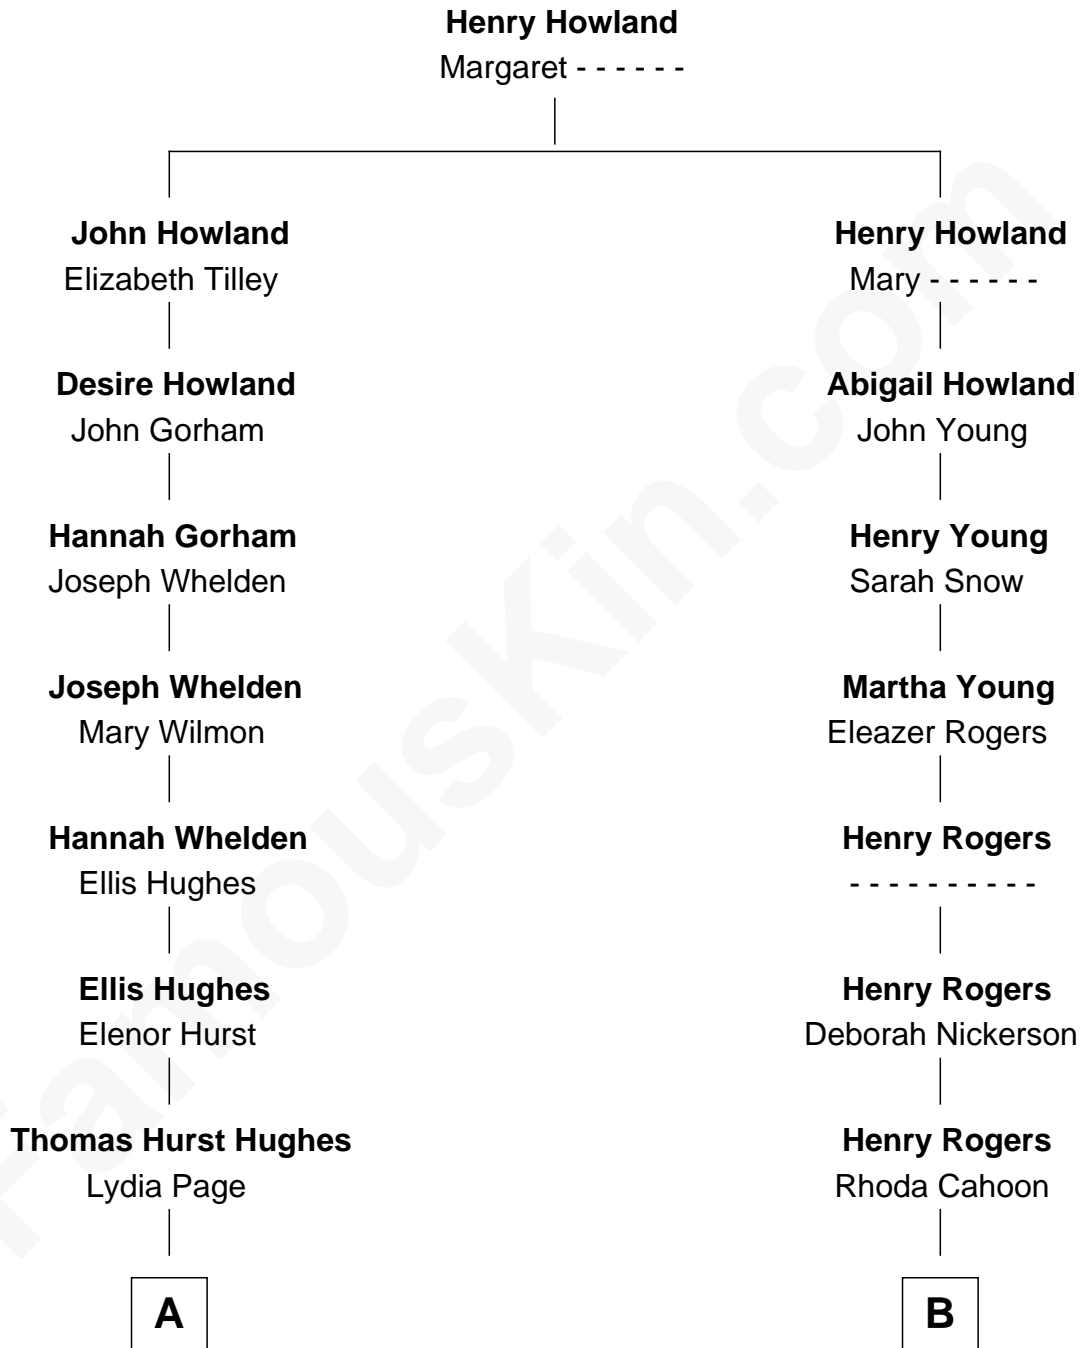 Henry Howland
Margaret - - - - - -
John Howland
Elizabeth Tilley
Henry Howland
Mary - - - - - -
Desire Howland
John Gorham
Abigail Howland
John Young
Hannah Gorham
Joseph Whelden
Henry Young
Sarah Snow
Joseph Whelden
Mary Wilmon
Martha Young
Eleazer Rogers
Hannah Whelden
Ellis Hughes
Henry Rogers
- - - - - - - - - -
Ellis Hughes
Elenor Hurst
Henry Rogers
Deborah Nickerson
Thomas Hurst Hughes
Lydia Page
Henry Rogers
Rhoda Cahoon
A
B
FamousKin.com